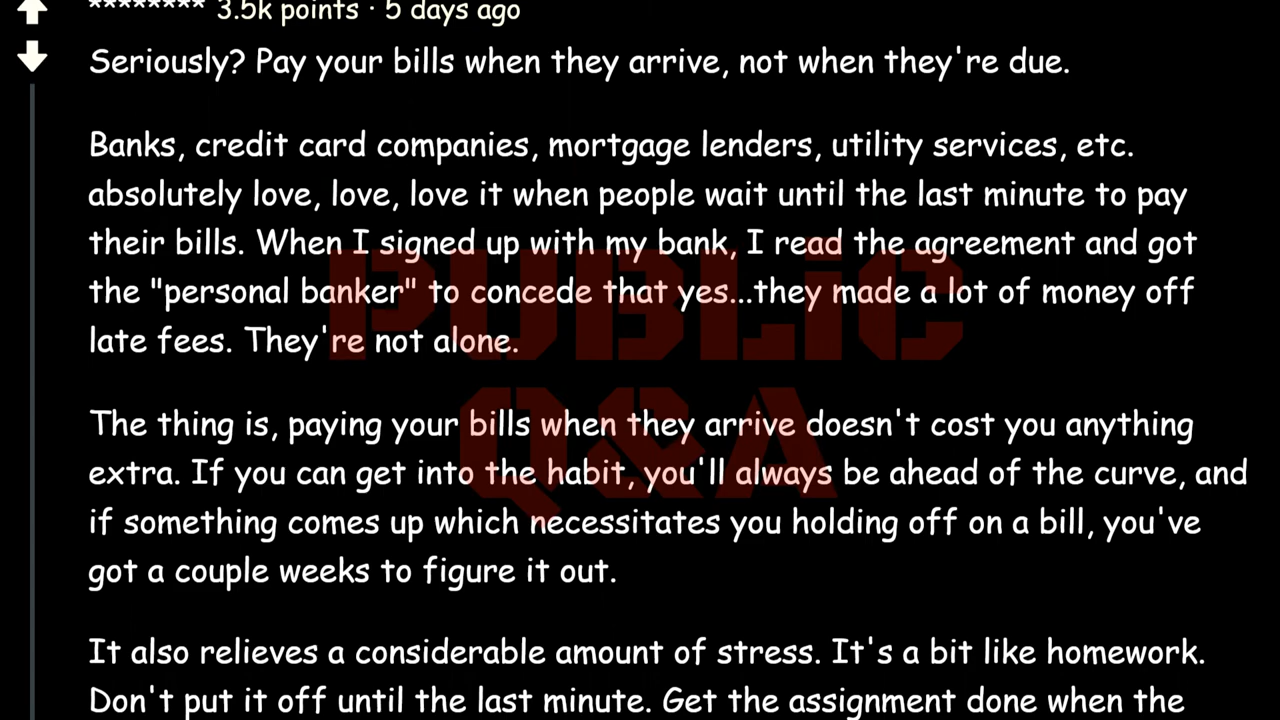 ******** 3.5k points · 5 days ago
Seriously? Pay your bills when they arrive, not when they're due.
Banks, credit card companies, mortgage lenders, utility services, etc.
absolutely love, love, love it when people wait until the last minute to pay
their bills. When I signed up with my bank, I read the agreement and got
the "personal banker" to concede that yes...they made a lot of money off
late fees. They're not alone.
PUBLiC
Q&A
The thing is, paying your bills when they arrive doesn't cost you anything
extra. If you can get into the habit, you'll always be ahead of the curve, and
if something comes up which necessitates you holding off on a bill, you've
got a couple weeks to figure it out.
It also relieves a considerable amount of stress. It's a bit like homework.
Don't put it off until the last minute. Get the assignment done when the